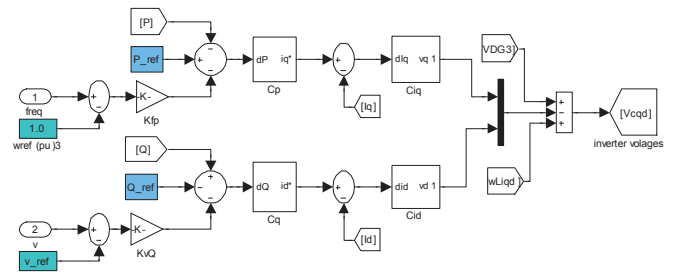 [P]
P_ref
1
freq
1.0
wref (pu )3
-K-
Kfp
dP iq*
Cp
[Iq]
dIq vq 1
Ciq
VDG3]
[Vcqd]
inverter volages
wLiqd ]
[Q]
Q_ref
2
v
v_ref
-K-
KvQ
dQ id*
Cq
[Id]
did vd 1
Cid